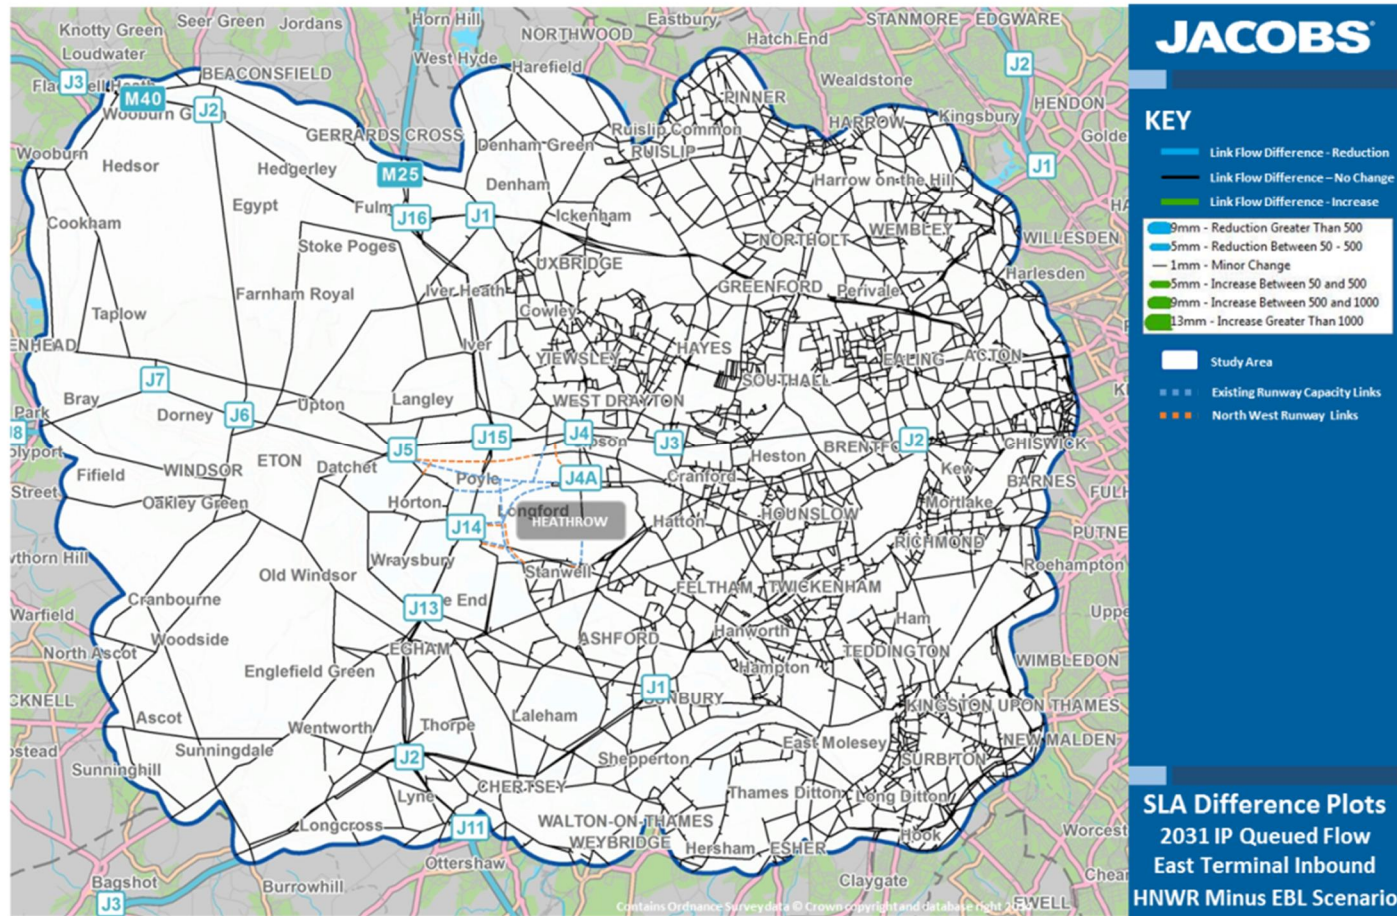 Knotty Green
Seer Green
Jordans
Horn Hill
NORTHWOOD
Eastbury
Hatch End
STANMORE
EDGWARE
Loudwater
J3
BEACONSFIELD
West Hyde
Harefield
Wealdstone
J2
M40
J2
PINNER
HENDON
GERRARDS CROSS
Ruislip Common
HARROW
Kingsbury
Wooburn
Hedsor
Hedgerley
M25
Denham Green
RUISLIP
J1
Denham
Harrow on the Hill
Cookham
Egypt
J16
J1
Ickenham
WEMBLEY
WILLESDEN
Stoke Poges
NORTHOLT
UXBRIDGE
Harlesden
Farnham Royal
Iver Heath
GREENFORD
Perivale
Taplow
Cowley
Iver
YIEWSLEY
HAYES
EALING
ACTON
J7
SOUTHALL
Bray
Dorney
J6
Upton
Langley
WEST DRAYTON
Park
J5
J15
J4
J3
J2
CHISWICK
Heston
Fifield
WINDSOR
ETON
Datchet
Poyle
J4A
Cranford
Kew
BARNES
Street
Oakley Green
Horton
Longford
HEATHROW
Hatton
HOUNSLOW
Mortlake
J14
RICHMOND
Wraysbury
Stanwell
Roehampton
Old Windsor
FELTHAM
TWICKENHAM
Warfield
Cranbourne
J13
Ham
Woodside
ASHFORD
Hanworth
North Ascot
EGHAM
TEDDINGTON
WIMBLEDON
Englefield Green
Hampton
J1
KINGSTON UPON THAMES
Ascot
Wentworth
Thorpe
Laleham
NEW MALDEN
Sunningdale
East Molesey
J2
Shepperton
SURBITON
Sunninghill
CHERTSEY
Lyne
Thames Ditton
Long Ditton
Longcross
J11
WALTON-ON-THAMES
Hook
WEYBRIDGE
Hersham
ESHER
Ottershaw
Bagshot
Burrowhill
Claygate
J3
JACOBS
KEY
Link Flow Difference - Reduction
Link Flow Difference – No Change
Link Flow Difference - Increase
9mm - Reduction Greater Than 500
5mm - Reduction Between 50 - 500
1mm - Minor Change
5mm - Increase Between 50 and 500
9mm - Increase Between 500 and 1000
13mm - Increase Greater Than 1000
Study Area
Existing Runway Capacity Links
North West Runway Links
SLA Difference Plots
2031 IP Queued Flow
East Terminal Inbound
HNWR Minus EBL Scenario
Contains Ordnance Survey data © Crown copyright and database right